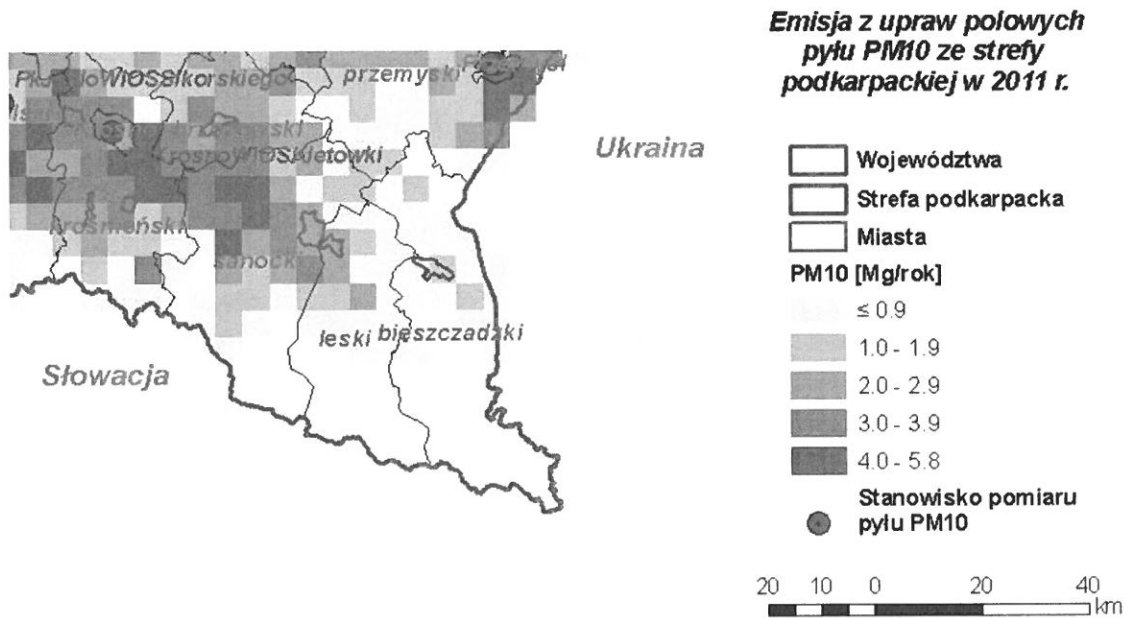 Emisja z upraw polowych
pyłu PM10 ze strefy
podkarpackiej w 2011 r.
przemyski
Ukraina
krośnieński
sanocki
leski
bieszczadzki
Słowacja
Województwa
Strefa podkarpacka
Miasta
PM10 [Mg/rok]
≤ 0.9
1.0 - 1.9
2.0 - 2.9
3.0 - 3.9
4.0 - 5.8
Stanowisko pomiaru
pyłu PM10
20 10 0 20 40
km